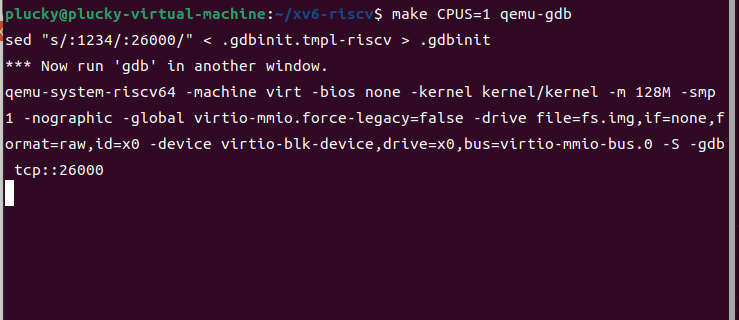 plucky@plucky-virtual-machine:~/xv6-riscv$ make CPUS=1 qemu-gdb
sed "s/:1234/:26000/" < .gdbinit.tmpl-riscv > .gdbinit
*** Now run 'gdb' in another window.
qemu-system-riscv64 -machine virt -bios none -kernel kernel/kernel -m 128M -smp
1 -nographic -global virtio-mmio.force-legacy=false -drive file=fs.img,if=none,f
ormat=raw,id=x0 -device virtio-blk-device,drive=x0,bus=virtio-mmio-bus.0 -S -gdb
 tcp::26000